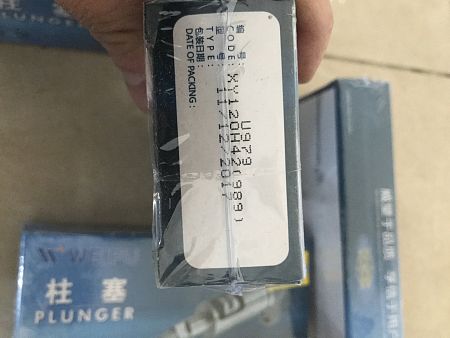 编 号:
CODE: U979
型 号:
TYPE: XY120H42(989)
包装日期:
DATE OF PACKING: 11/12/2017
WEIFU
柱 塞
PLUNGER